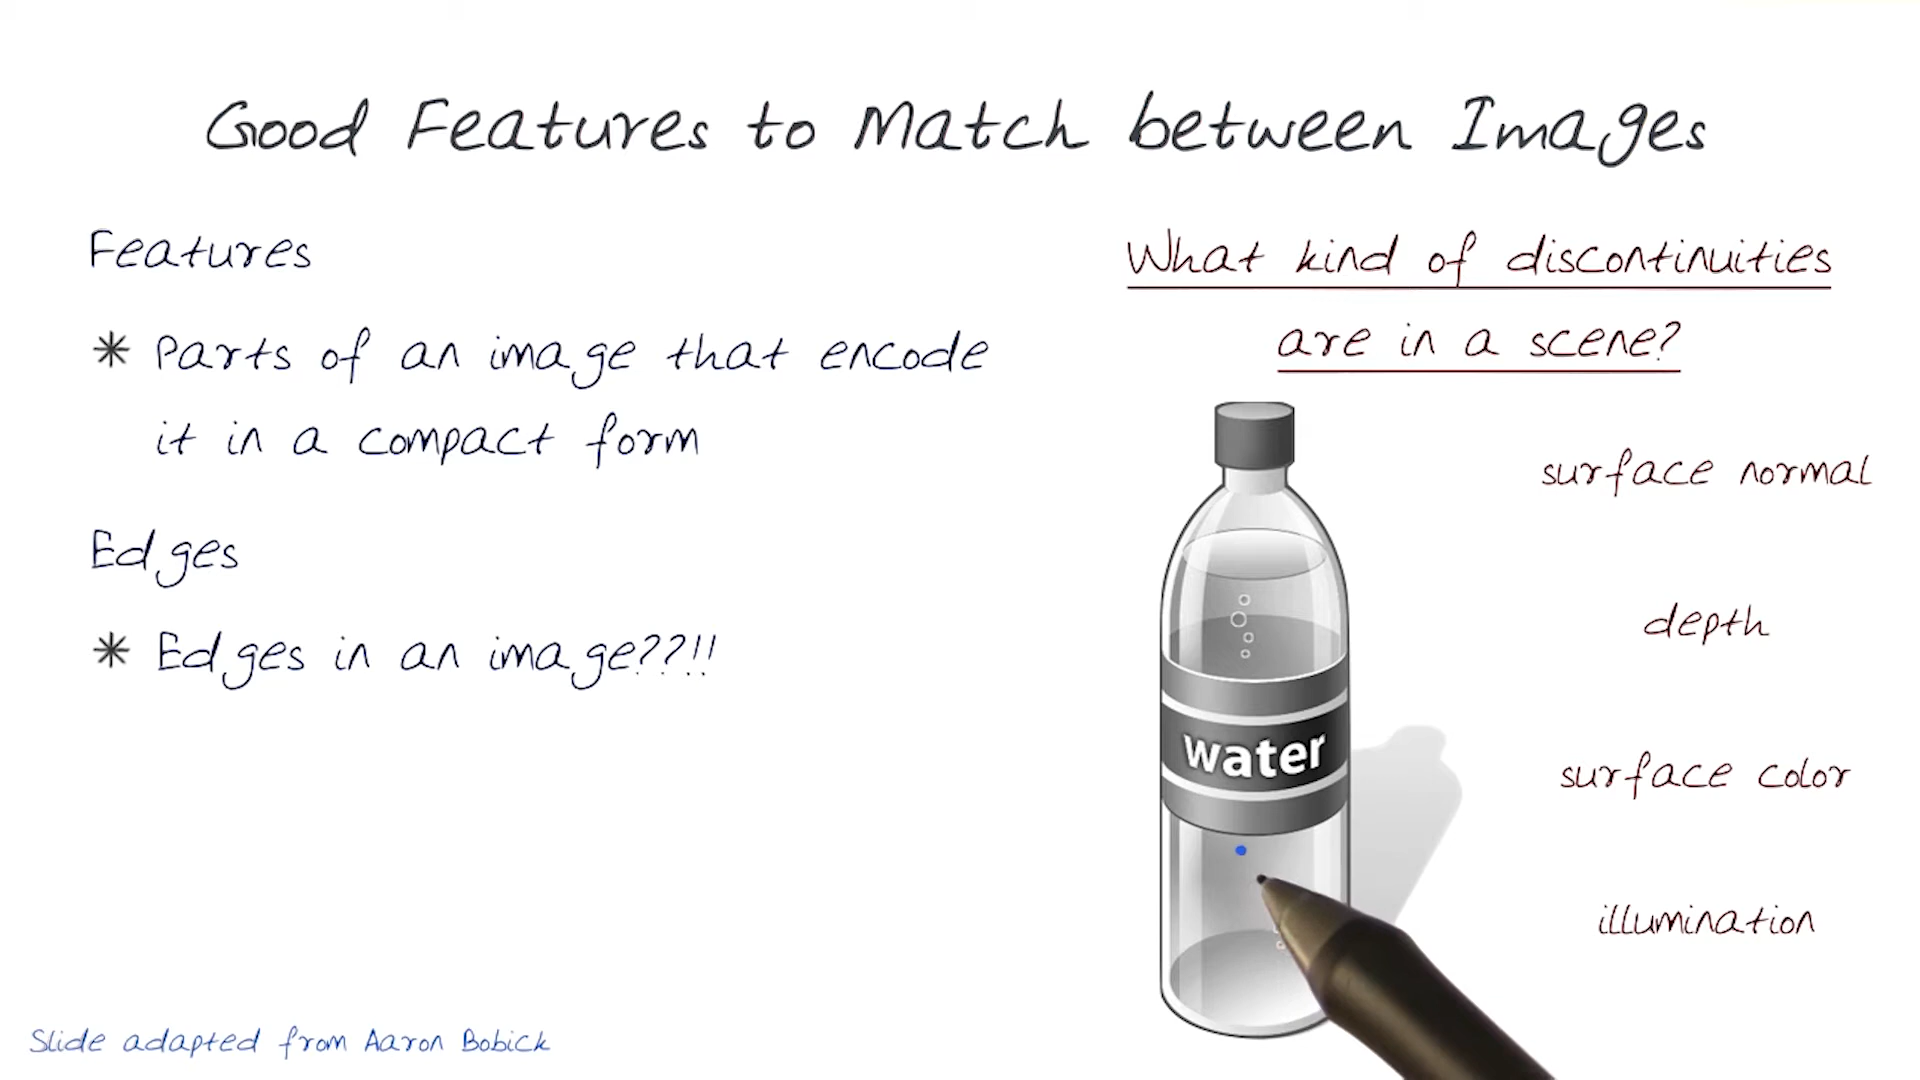 Good Features to Match between Images
Features
* Parts of an image that encode
it in a compact form
Edges
* Edges in an image??!!
What kind of discontinuities
are in a scene?
surface normal
depth
water
surface color
illumination
Slide adapted from Aaron Bobick